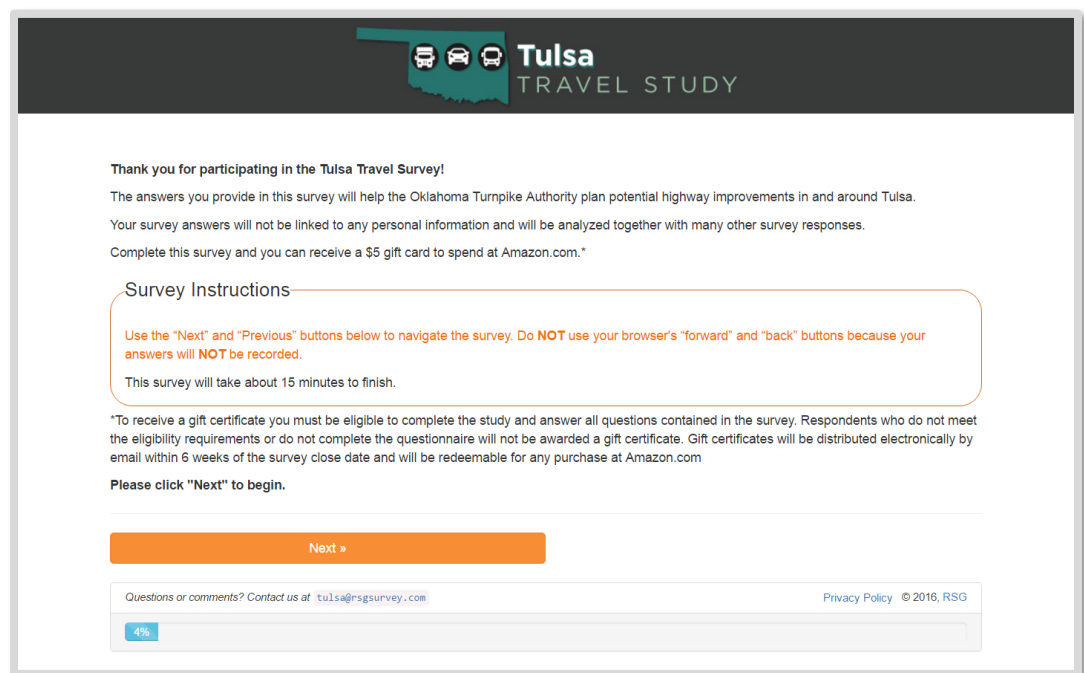 Tulsa
TRAVEL STUDY
Thank you for participating in the Tulsa Travel Survey!
The answers you provide in this survey will help the Oklahoma Turnpike Authority plan potential highway improvements in and around Tulsa.
Your survey answers will not be linked to any personal information and will be analyzed together with many other survey responses.
Complete this survey and you can receive a $5 gift card to spend at Amazon.com.*
Survey Instructions
Use the “Next” and “Previous” buttons below to navigate the survey. Do NOT use your browser's “forward” and “back” buttons because your
answers will NOT be recorded.
This survey will take about 15 minutes to finish.
*To receive a gift certificate you must be eligible to complete the study and answer all questions contained in the survey. Respondents who do not meet
the eligibility requirements or do not complete the questionnaire will not be awarded a gift certificate. Gift certificates will be distributed electronically by
email within 6 weeks of the survey close date and will be redeemable for any purchase at Amazon.com
Please click "Next" to begin.
Next »
Questions or comments? Contact us at tulsa@rsgsurvey.com
Privacy Policy © 2016, RSG
4%